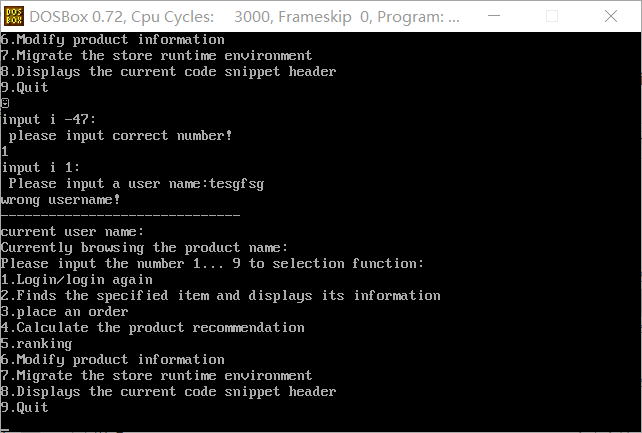 DOS
BOX
DOSBox 0.72, Cpu Cycles: 3000, Frameskip 0, Program: ...
6.Modify product information
7.Migrate the store runtime environment
8.Displays the current code snippet header
9.Quit
input i -47:
please input correct number!
1
input i 1:
Please input a user name:tesgfsg
wrong username!
------------------------------
current user name:
Currently browsing the product name:
Please input the number 1... 9 to selection function:
1.Login/login again
2.Finds the specified item and displays its information
3.place an order
4.Calculate the product recommendation
5.ranking
6.Modify product information
7.Migrate the store runtime environment
8.Displays the current code snippet header
9.Quit